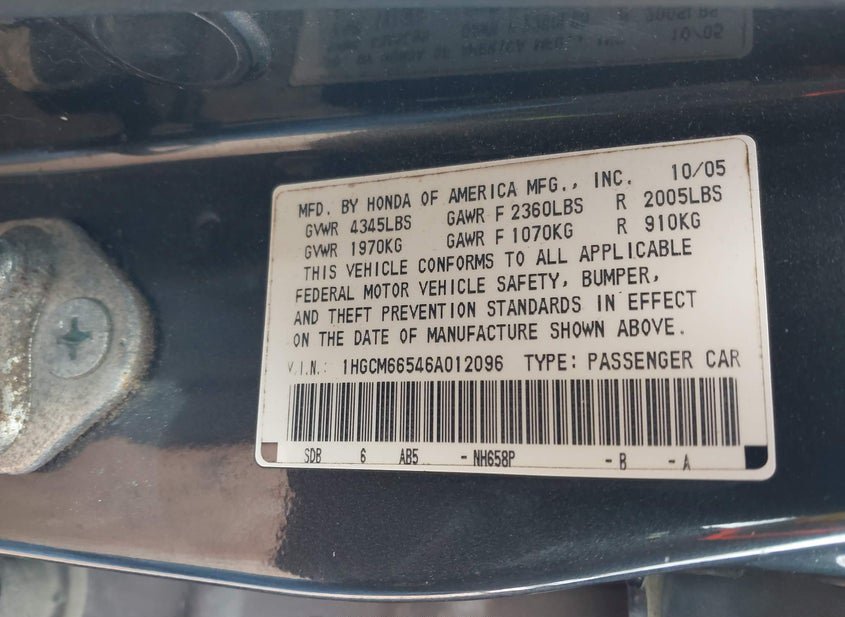 MFD. BY HONDA OF AMERICA MFG., INC. 10/05
GVWR 4345LBS GAWR F 2360LBS R 2005LBS
GVWR 1970KG GAWR F 1070KG R 910KG
THIS VEHICLE CONFORMS TO ALL APPLICABLE
FEDERAL MOTOR VEHICLE SAFETY, BUMPER,
AND THEFT PREVENTION STANDARDS IN EFFECT
ON THE DATE OF MANUFACTURE SHOWN ABOVE.
V.I.N.: 1HGCM66546A012096 TYPE: PASSENGER CAR
SDB 6 AB5 - NH658P - B - A